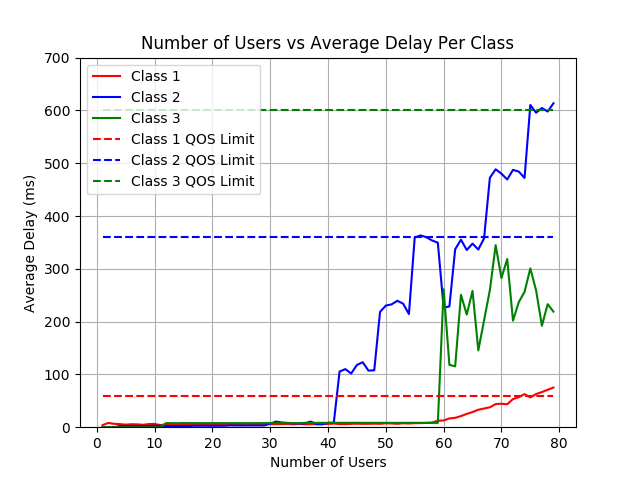 Number of Users vs Average Delay Per Class
700
600
500
400
300
200
100
0
Average Delay (ms)
Class 1
Class 2
Class 3
Class 1 QOS Limit
Class 2 QOS Limit
Class 3 QOS Limit
0 10 20 30 40 50 60 70 80
Number of Users